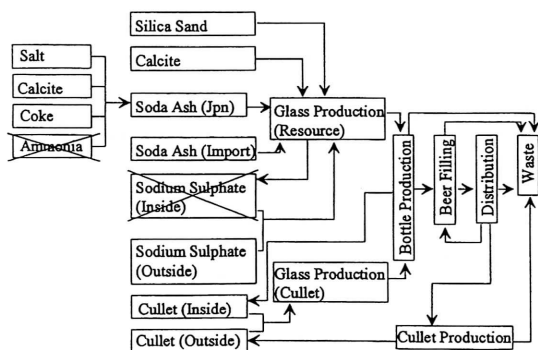 Silica Sand
Calcite
Salt
Calcite
Coke
Ammonia
Soda Ash (Jpn)
Soda Ash (Import)
Glass Production
(Resource)
Sodium Sulphate
(Inside)
Sodium Sulphate
(Outside)
Glass Production
(Cullet)
Cullet (Inside)
Cullet (Outside)
Bottle Production
Beer Filling
Distribution
Waste
Cullet Production